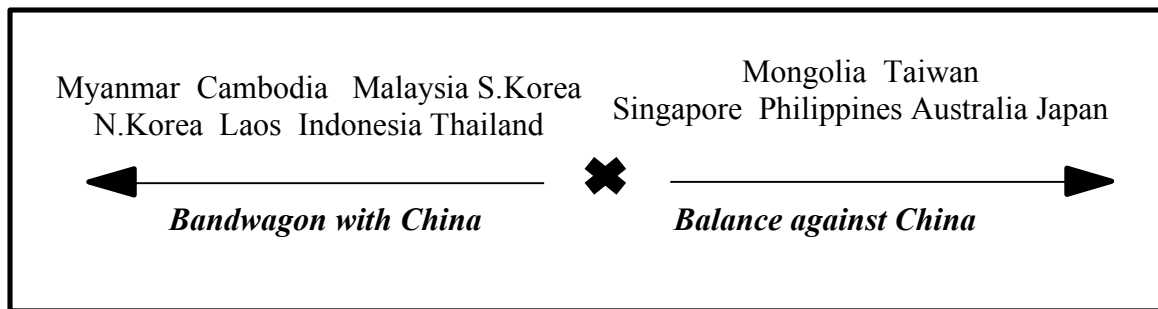 Myanmar Cambodia Malaysia S.Korea
N.Korea Laos Indonesia Thailand
Mongolia Taiwan
Singapore Philippines Australia Japan
Bandwagon with China
Balance against China